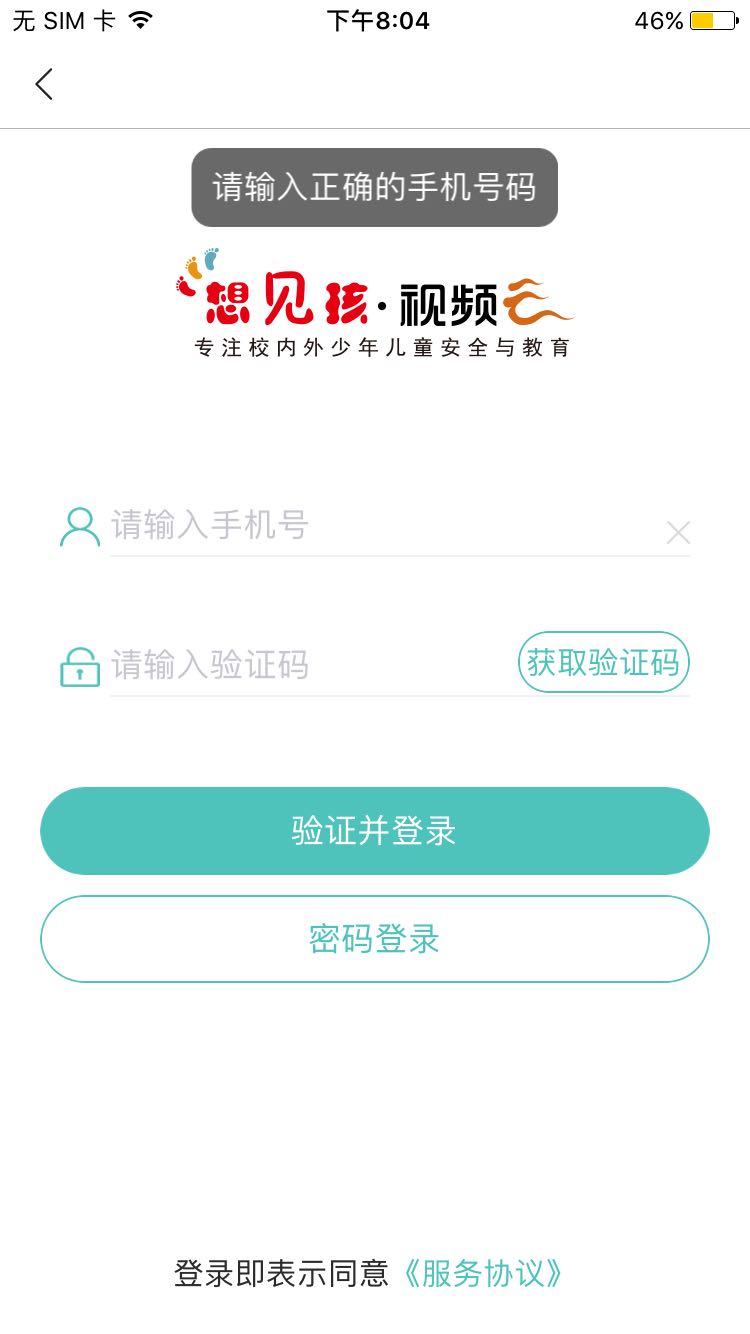 无 SIM 卡
下午8:04
46%
请输入正确的手机号码
想见孩·视频云
专注校内外少年儿童安全与教育
请输入手机号
请输入验证码
获取验证码
验证并登录
密码登录
登录即表示同意《服务协议》